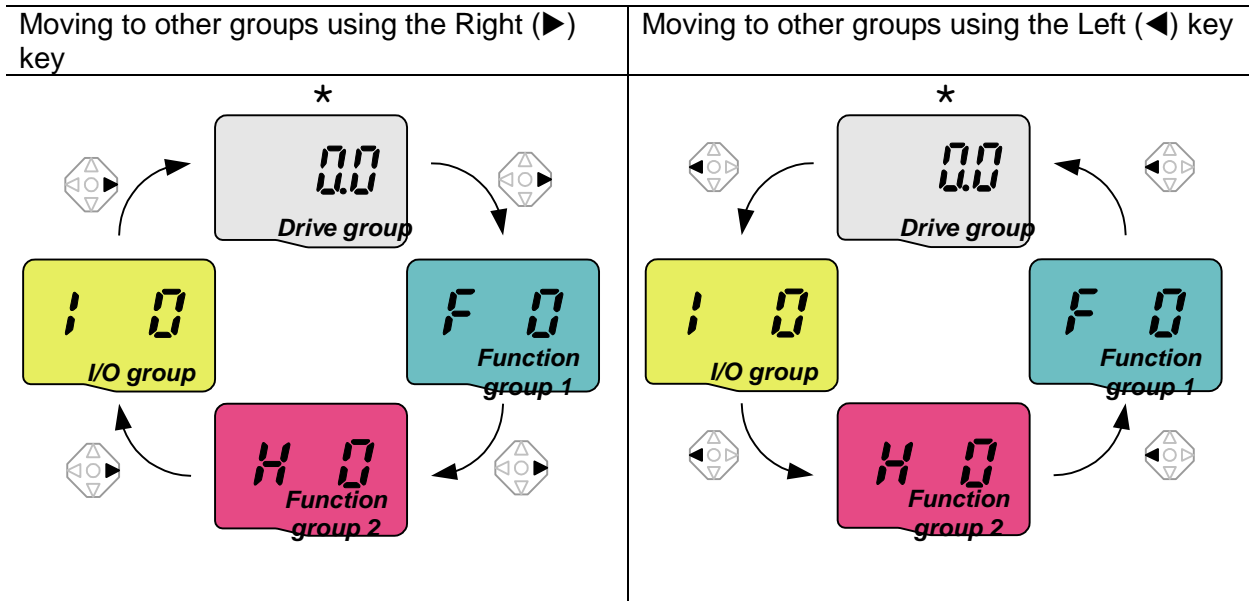 Moving to other groups using the Right (▶)
key
Moving to other groups using the Left (◀) key
*
0.0
Drive group
I 0
I/O group
F 0
Function
group 1
H 0
Function
group 2
*
0.0
Drive group
I 0
I/O group
F 0
Function
group 1
H 0
Function
group 2